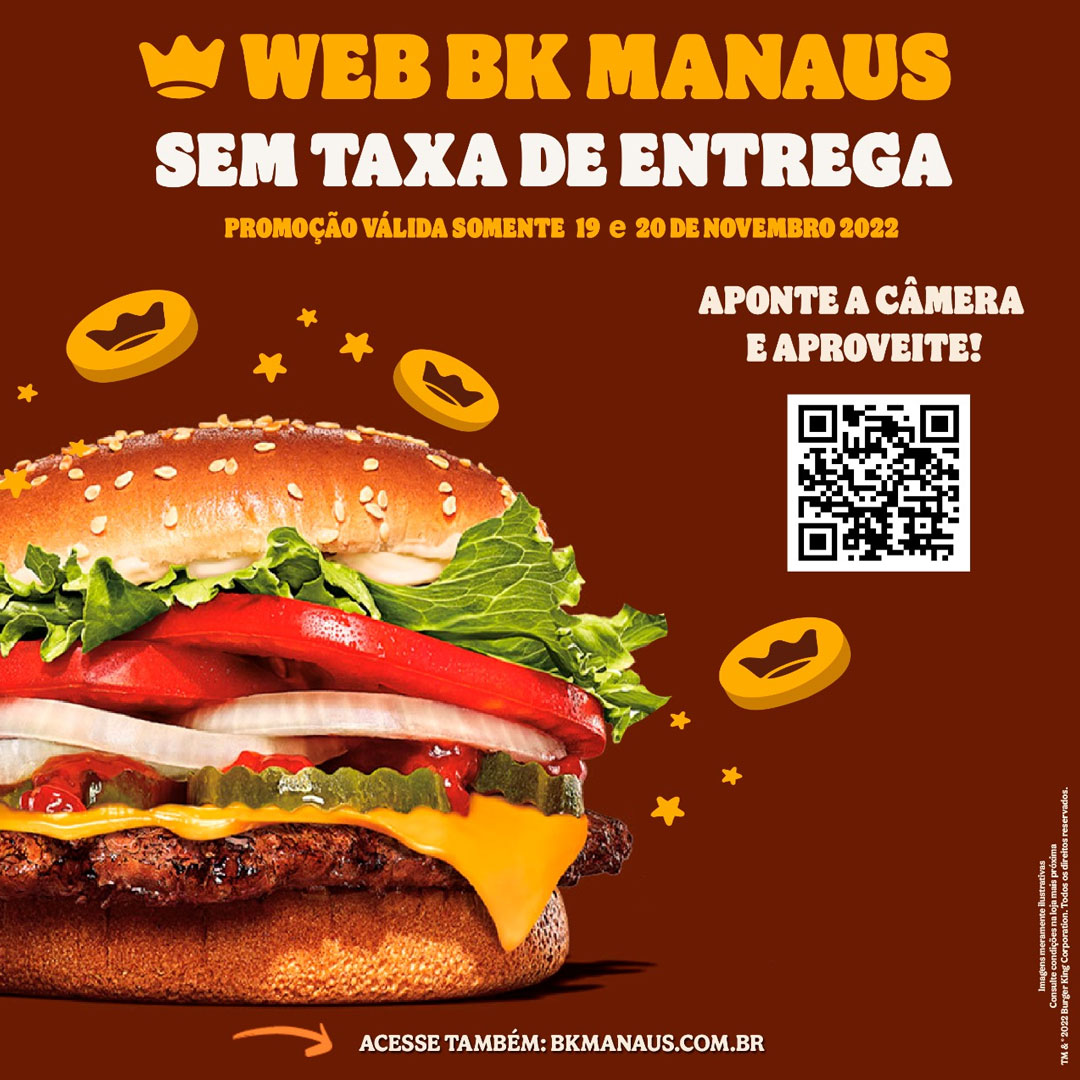 WEB BK MANAUS
SEM TAXA DE ENTREGA
PROMOÇÃO VÁLIDA SOMENTE 19 e 20 DE NOVEMBRO 2022
APONTE A CÂMERA
E APROVEITE!
ACESSE TAMBÉM: BKMANAUS.COM.BR
Imagens meramente ilustrativas
Consulte condições na loja mais próxima
TM & © 2022 Burger King Corporation. Todos os direitos reservados.